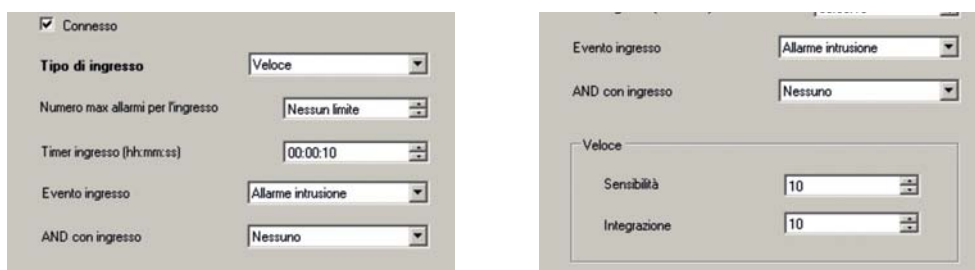 Connesso
Tipo di ingresso Veloce
Numero max allarmi per l'ingresso Nessun limite
Timer ingresso (hh:mm:ss) 00:00:10
Evento ingresso Allarme intrusione
AND con ingresso Nessuno
Evento ingresso Allarme intrusione
AND con ingresso Nessuno
Veloce
Sensibilità 10
Integrazione 10